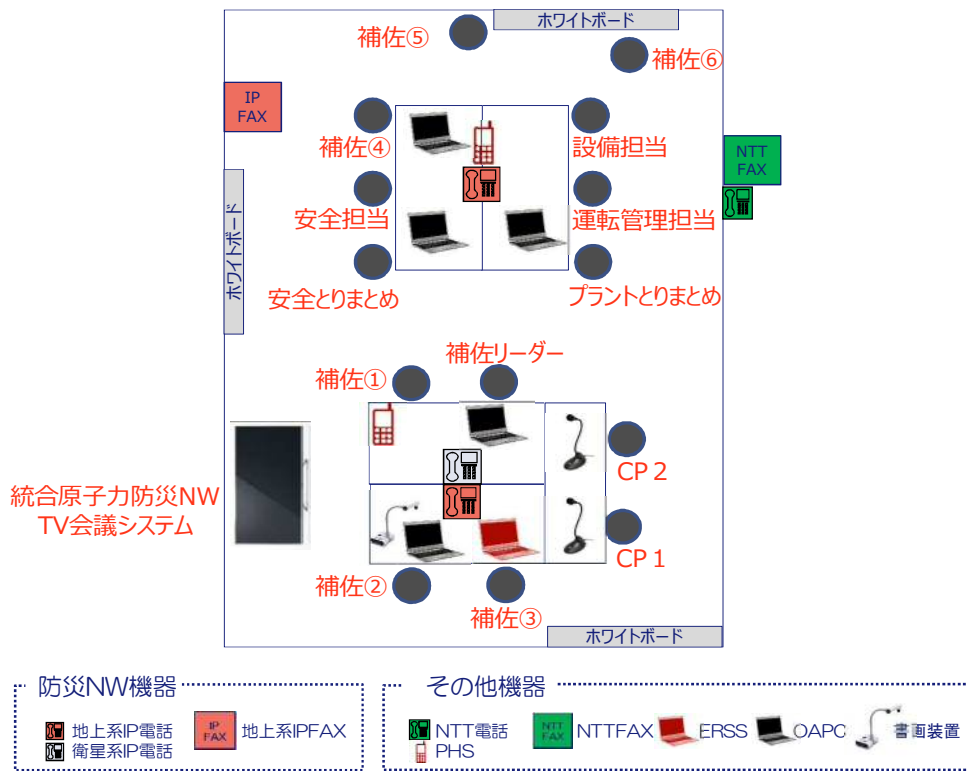 ホワイトボード
補佐⑤
補佐⑥
IP
FAX
補佐④
設備担当
NTT
FAX
安全担当
運転管理担当
ホワイトボード
安全とりまとめ
プラントとりまとめ
補佐リーダー
補佐①
CP 2
統合原子力防災NW
TV会議システム
CP 1
補佐②
補佐③
ホワイトボード
防災NW機器
地上系IP電話
衛星系IP電話
IP
FAX
地上系IPFAX
その他機器
NTT電話
PHS
NTT
FAX
NTTFAX
ERSS
OAPC
書画装置